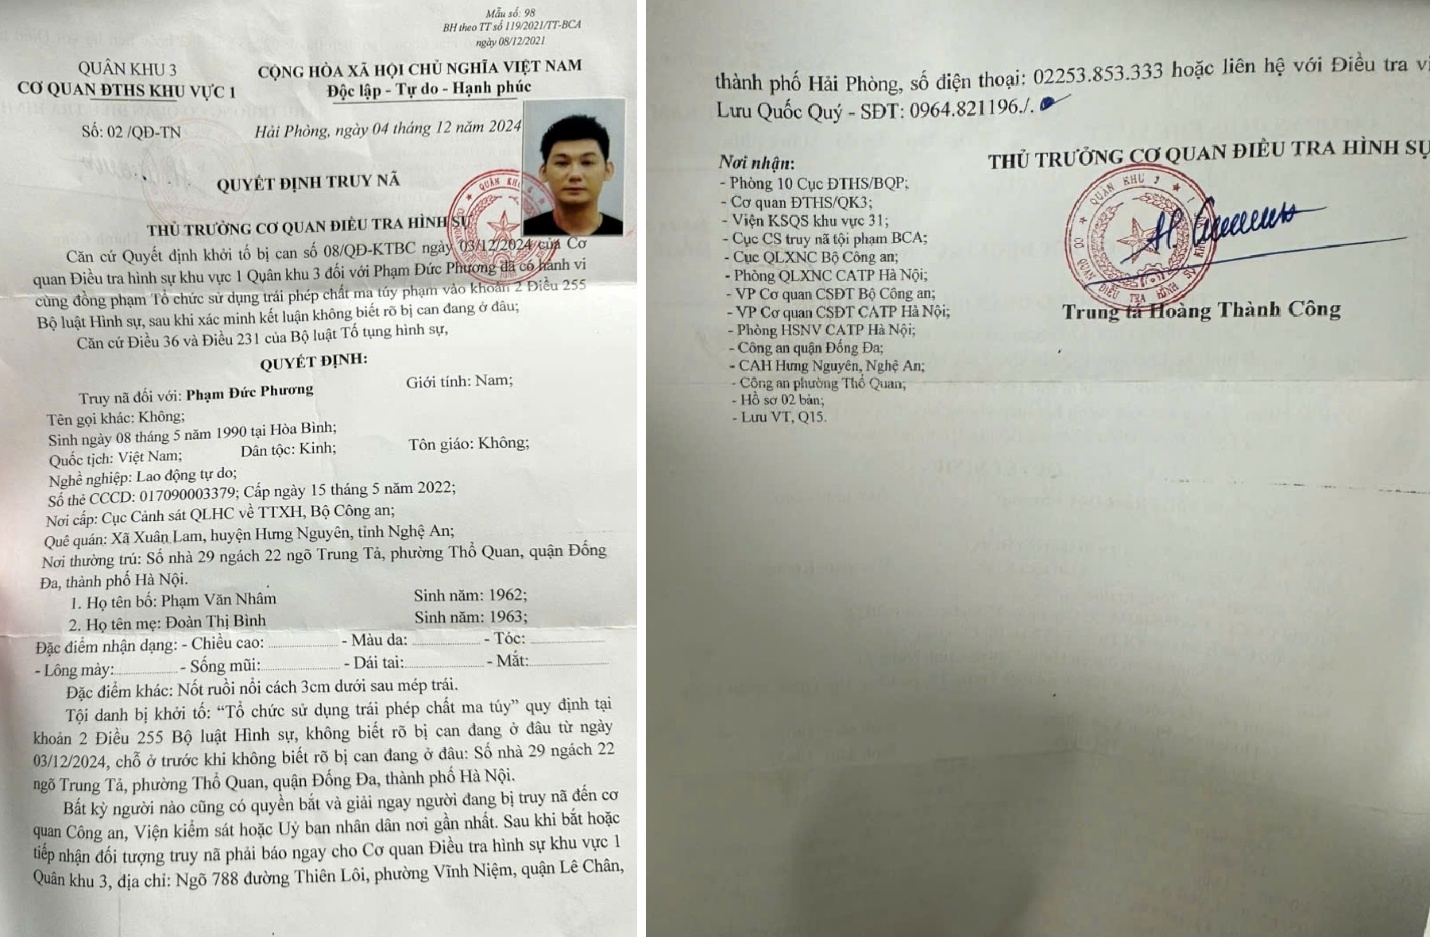 Mẫu số: 98
BH theo TT số 119/2021/TT-BCA
ngày 08/12/2021
QUÂN KHU 3
CƠ QUAN ĐTHS KHU VỰC 1
CỘNG HÒA XÃ HỘI CHỦ NGHĨA VIỆT NAM
Độc lập - Tự do - Hạnh phúc
Số: 02 /QĐ-TN
Hải Phòng, ngày 04 tháng 12 năm 2024
QUYẾT ĐỊNH TRUY NÃ
THỦ TRƯỞNG CƠ QUAN ĐIỀU TRA HÌNH SỰ
Căn cứ Quyết định khởi tố bị can số 08/QĐ-KTBC ngày 03/12/2024 của Cơ
quan Điều tra hình sự khu vực 1 Quân khu 3 đối với Phạm Đức Phương đã có hành vi
cùng đồng phạm Tổ chức sử dụng trái phép chất ma túy phạm vào khoản 2 Điều 255
Bộ luật Hình sự, sau khi xác minh kết luận không biết rõ bị can đang ở đâu;
Căn cứ Điều 36 và Điều 231 của Bộ luật Tố tụng hình sự,
QUYẾT ĐỊNH:
Truy nã đối với: Phạm Đức Phương
Giới tính: Nam;
Tên gọi khác: Không;
Sinh ngày 08 tháng 5 năm 1990 tại Hòa Bình;
Quốc tịch: Việt Nam; Dân tộc: Kinh; Tôn giáo: Không;
Nghề nghiệp: Lao động tự do;
Số thẻ CCCD: 017090003379; Cấp ngày 15 tháng 5 năm 2022;
Nơi cấp: Cục Cảnh sát QLHC về TTXH, Bộ Công an;
Quê quán: Xã Xuân Lam, huyện Hưng Nguyên, tỉnh Nghệ An;
Nơi thường trú: Số nhà 29 ngách 22 ngõ Trung Tả, phường Thổ Quan, quận Đống
Đa, thành phố Hà Nội.
1. Họ tên bố: Phạm Văn Nhâm Sinh năm: 1962;
2. Họ tên mẹ: Đoàn Thị Bình Sinh năm: 1963;
Đặc điểm nhận dạng: - Chiều cao: - Màu da: - Tóc:
- Lông mày: - Sống mũi: - Dái tai: - Mắt:
Đặc điểm khác: Nốt ruồi nổi cách 3cm dưới sau mép trái.
Tội danh bị khởi tố: “Tổ chức sử dụng trái phép chất ma túy” quy định tại
khoản 2 Điều 255 Bộ luật Hình sự, không biết rõ bị can đang ở đâu từ ngày
03/12/2024, chỗ ở trước khi không biết rõ bị can đang ở đâu: Số nhà 29 ngách 22
ngõ Trung Tả, phường Thổ Quan, quận Đống Đa, thành phố Hà Nội.
Bất kỳ người nào cũng có quyền bắt và giải ngay người đang bị truy nã đến cơ
quan Công an, Viện kiểm sát hoặc Uỷ ban nhân dân nơi gần nhất. Sau khi bắt hoặc
tiếp nhận đối tượng truy nã phải báo ngay cho Cơ quan Điều tra hình sự khu vực 1
Quân khu 3, địa chỉ: Ngõ 788 đường Thiên Lôi, phường Vĩnh Niệm, quận Lê Chân,
thành phố Hải Phòng, số điện thoại: 02253.853.333 hoặc liên hệ với Điều tra vi
Lưu Quốc Quý - SĐT: 0964.821196./.
Nơi nhận:
- Phòng 10 Cục ĐTHS/BQP;
- Cơ quan ĐTHS/QK3;
- Viện KSQS khu vực 31;
- Cục CS truy nã tội phạm BCA;
- Cục QLXNC Bộ Công an;
- Phòng QLXNC CATP Hà Nội;
- VP Cơ quan CSĐT Bộ Công an;
- VP Cơ quan CSĐT CATP Hà Nội;
- Phòng HSNV CATP Hà Nội;
- Công an quận Đống Đa;
- CAH Hưng Nguyên, Nghệ An;
- Công an phường Thổ Quan;
- Hồ sơ 02 bản;
- Lưu VT, Q15.
THỦ TRƯỞNG CƠ QUAN ĐIỀU TRA HÌNH SỰ
QUÂN KHU 3
Trung tá Hoàng Thành Công